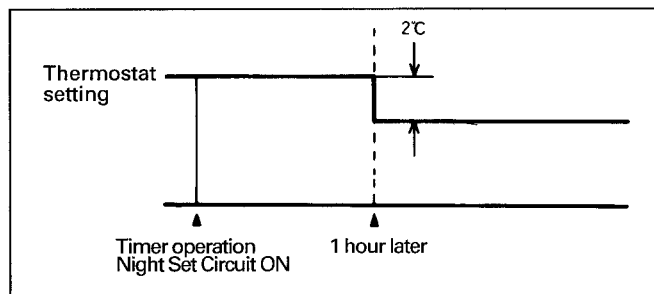 2°C
Thermostat
setting
Timer operation
Night Set Circuit ON
1 hour later